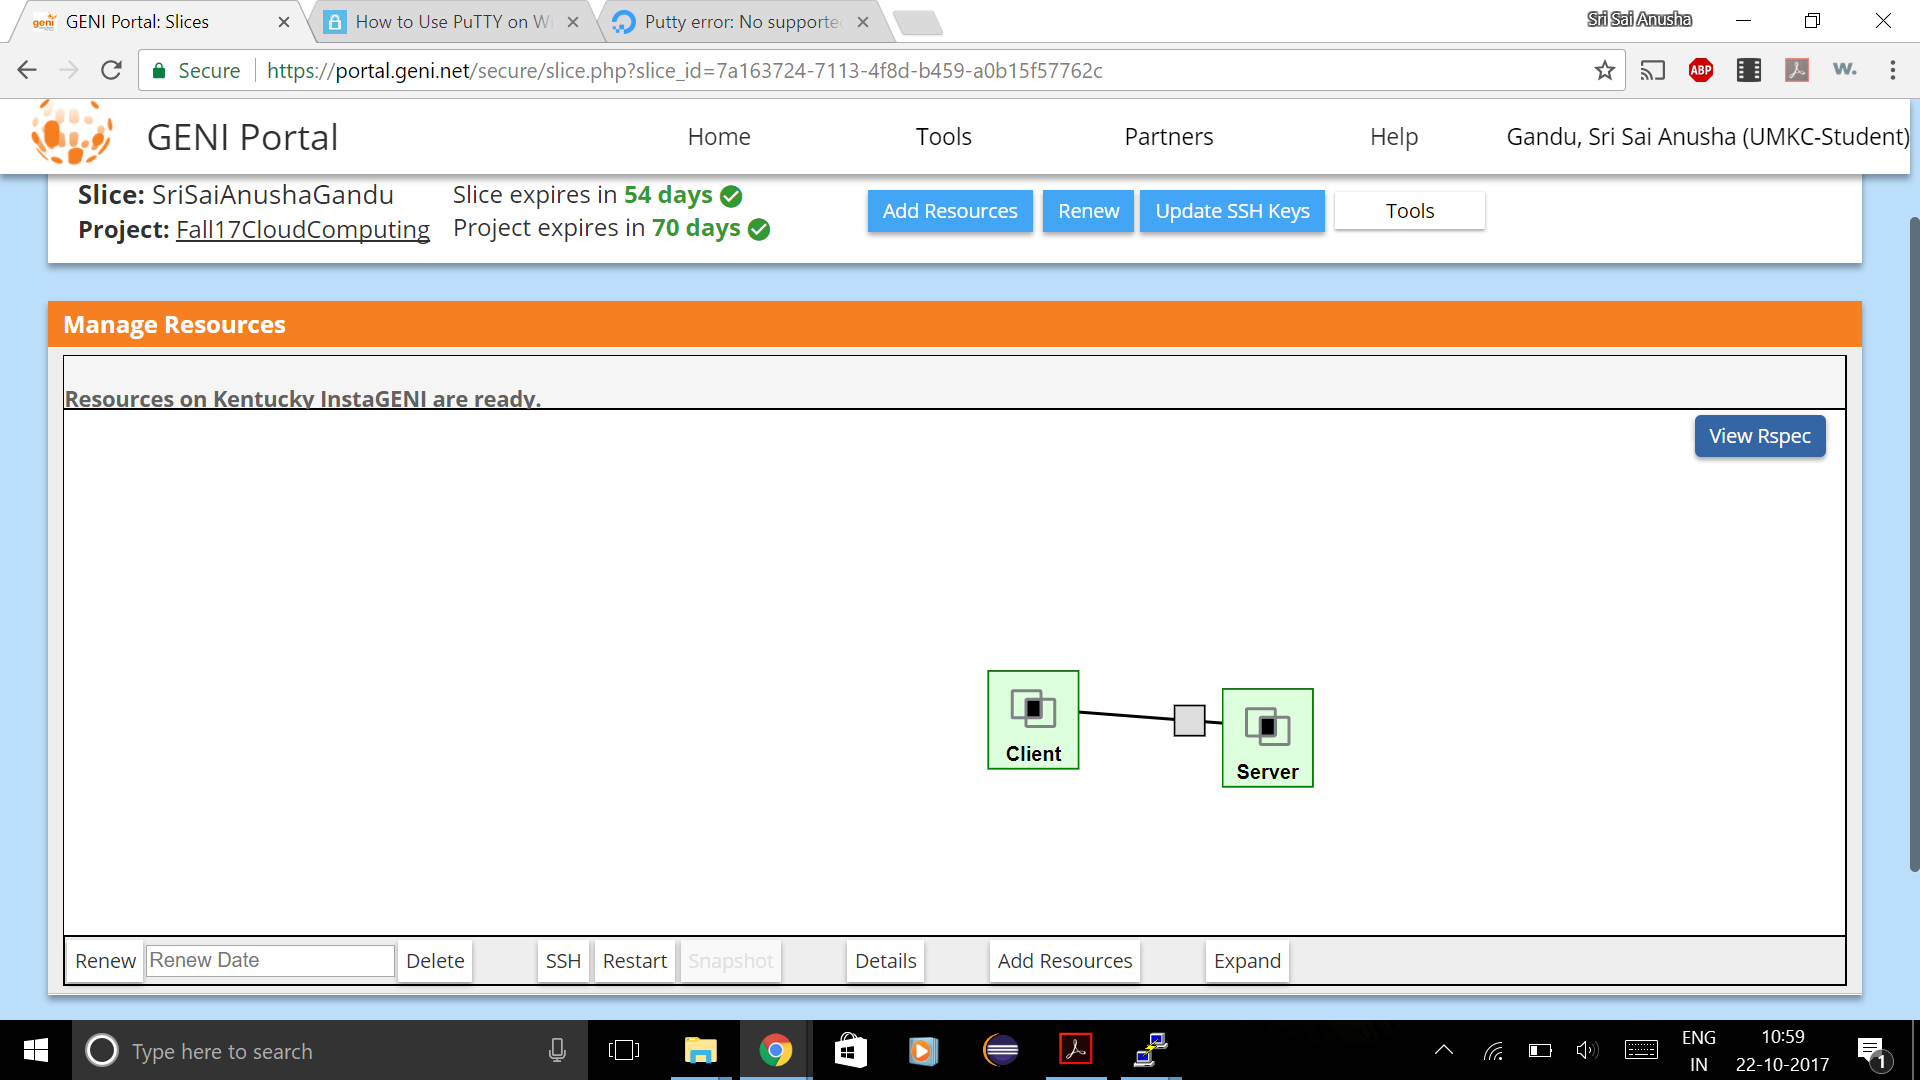 geni GENI Portal: Slices
How to Use PuTTY on Wi
Putty error: No supporte
Sri Sai Anusha
Secure https://portal.geni.net/secure/slice.php?slice_id=7a163724-7113-4f8d-b459-a0b15f57762c
ABP
w.
GENI Portal
Home
Tools
Partners
Help
Gandu, Sri Sai Anusha (UMKC-Student)
Slice: SriSaiAnushaGandu
Slice expires in 54 days
Project: Fall17CloudComputing
Project expires in 70 days
Add Resources
Renew
Update SSH Keys
Tools
Manage Resources
Resources on Kentucky InstaGENI are ready.
View Rspec
Client
Server
Renew
Renew Date
Delete
SSH
Restart
Snapshot
Details
Add Resources
Expand
Type here to search
ENG
IN
10:59
22-10-2017
1